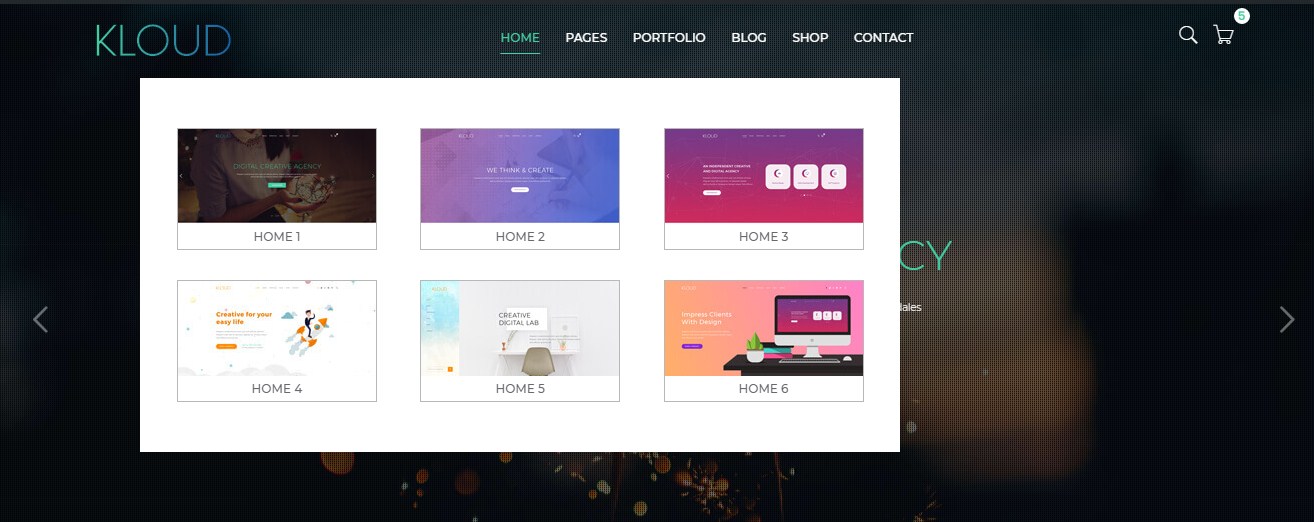 KLOUD
HOME PAGES PORTFOLIO BLOG SHOP CONTACT
5
DIGITAL CREATIVE AGENCY
HOME 1
WE THINK & CREATE
HOME 2
AN INDEPENDENT CREATIVE
AND DIGITAL AGENCY
HOME 3
CY
dales
Creative for your
easy life
HOME 4
CREATIVE
DIGITAL LAB
HOME 5
Impress Clients
With Design
HOME 6